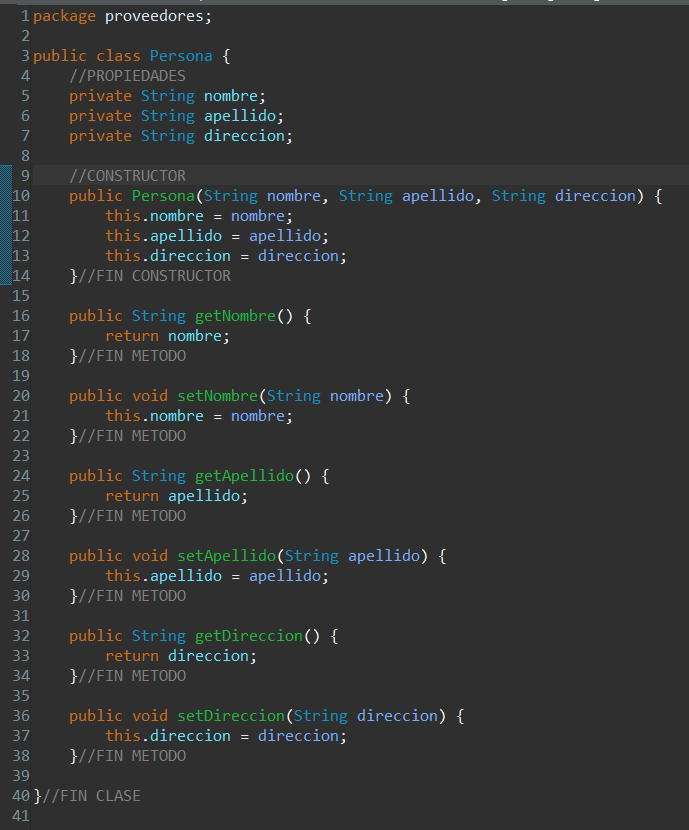 1 package proveedores;
2
3 public class Persona {
4     //PROPIEDADES
5     private String nombre;
6     private String apellido;
7     private String direccion;
8
9     //CONSTRUCTOR
10     public Persona(String nombre, String apellido, String direccion) {
11         this.nombre = nombre;
12         this.apellido = apellido;
13         this.direccion = direccion;
14     }//FIN CONSTRUCTOR
15
16     public String getNombre() {
17         return nombre;
18     }//FIN METODO
19
20     public void setNombre(String nombre) {
21         this.nombre = nombre;
22     }//FIN METODO
23
24     public String getApellido() {
25         return apellido;
26     }//FIN METODO
27
28     public void setApellido(String apellido) {
29         this.apellido = apellido;
30     }//FIN METODO
31
32     public String getDireccion() {
33         return direccion;
34     }//FIN METODO
35
36     public void setDireccion(String direccion) {
37         this.direccion = direccion;
38     }//FIN METODO
39
40 }//FIN CLASE
41